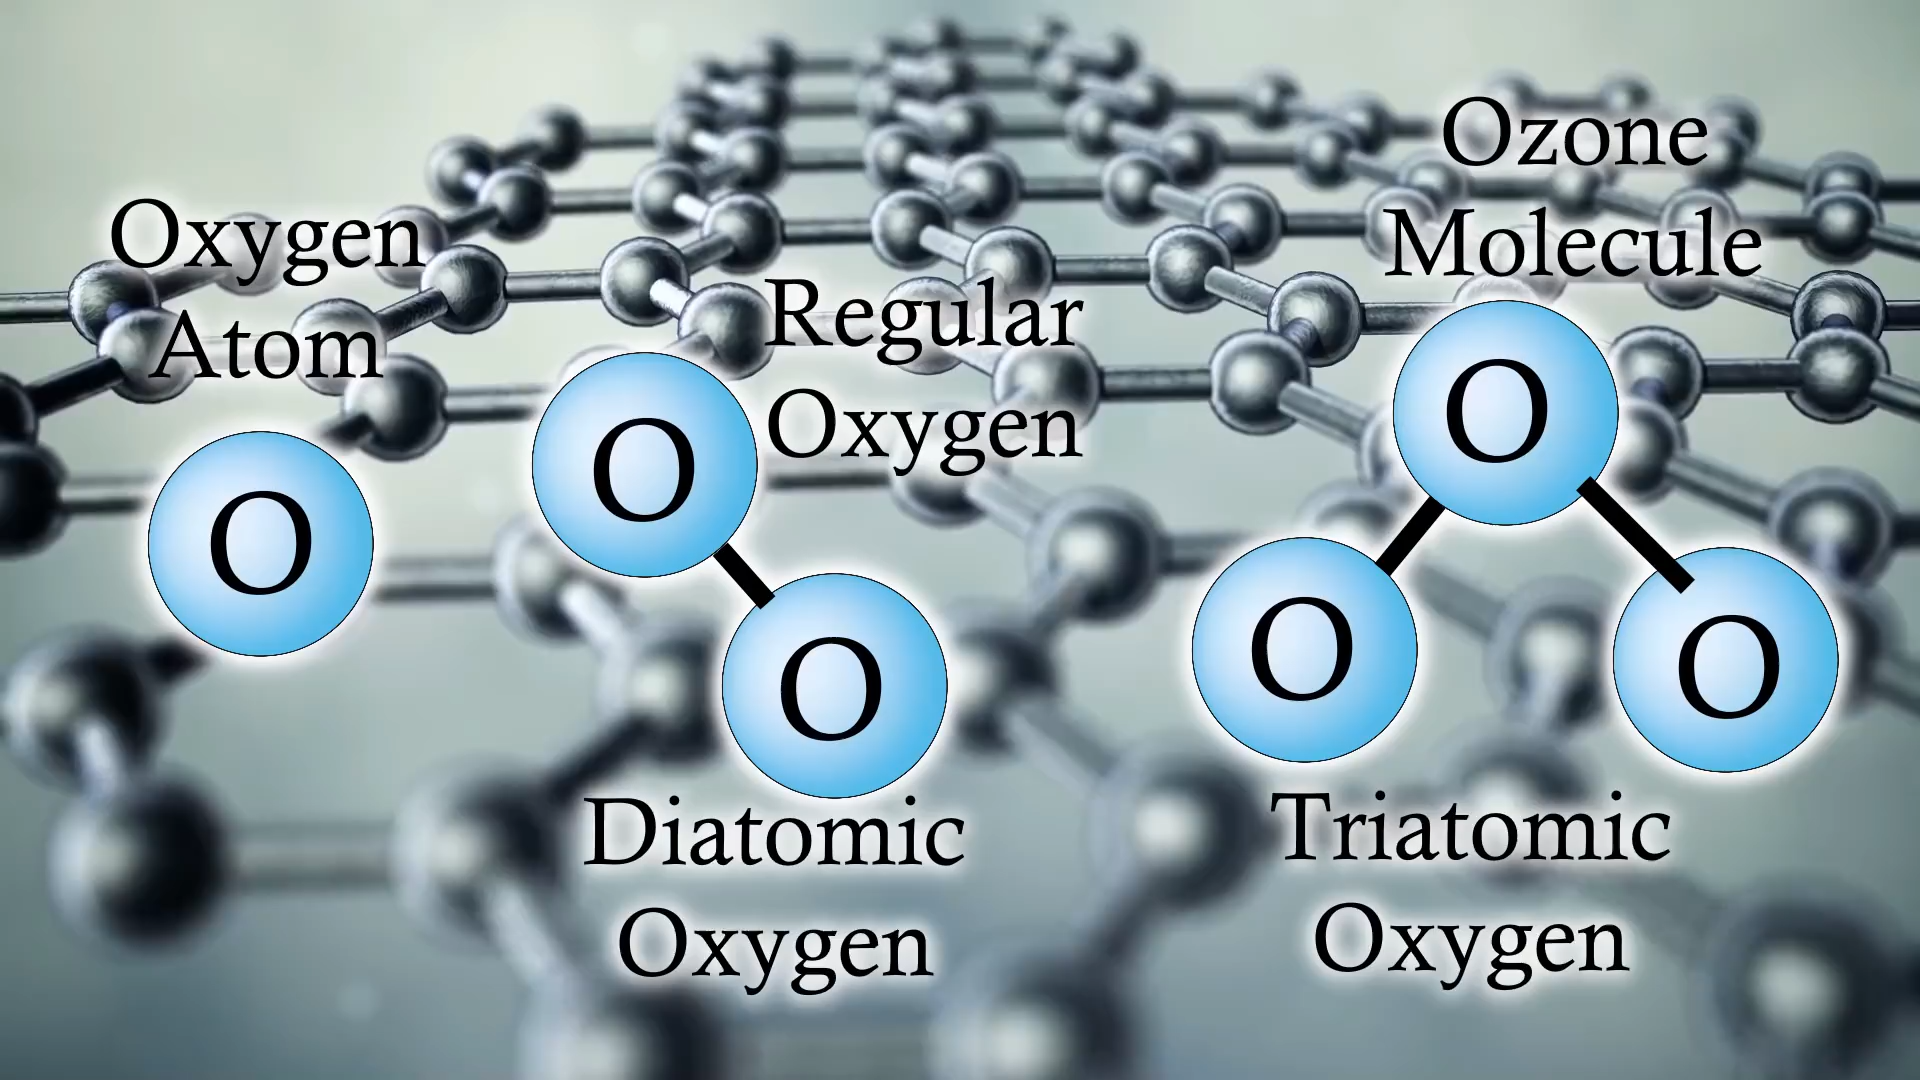 Oxygen
Atom
O
Regular
Oxygen
O
O
Diatomic
Oxygen
Ozone
Molecule
O
O
O
Triatomic
Oxygen